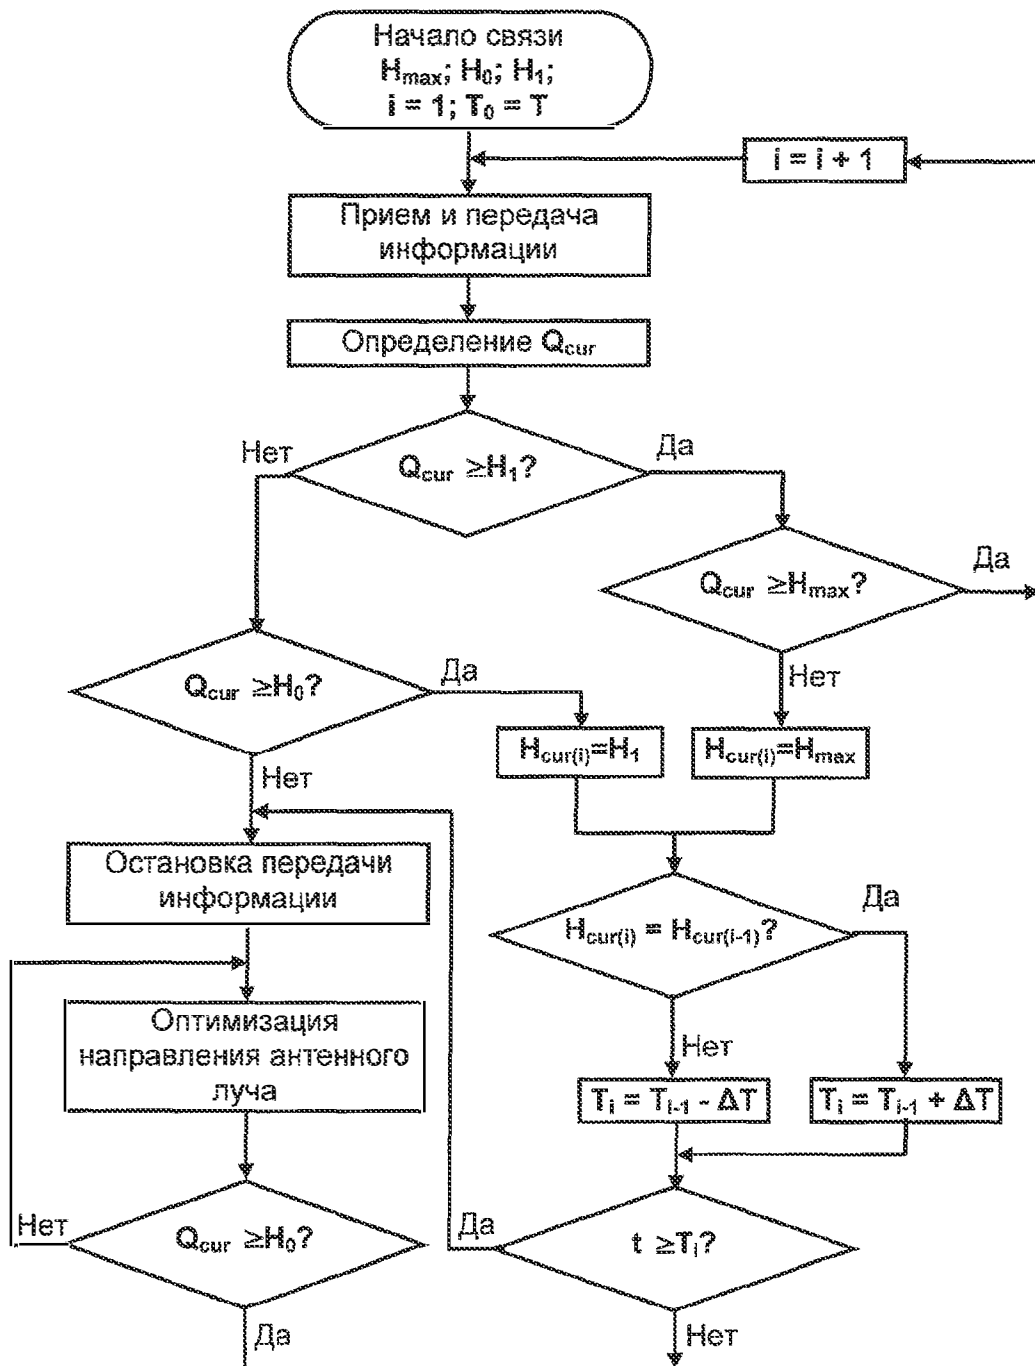 Начало связи
Hmax; H0; H1;
i = 1; T0 = T
i = i + 1
Прием и передача
информации
Определение Qcur
Нет
Qcur ≥H1?
Да
Qcur ≥Hmax?
Да
Qcur ≥H0?
Да
Нет
Hcur(i)=H1
Hcur(i)=Hmax
Нет
Остановка передачи
информации
Hcur(i) = Hcur(i-1)?
Да
Оптимизация
направления антенного
луча
Нет
Ti = Ti-1 - ΔT
Ti = Ti-1 + ΔT
Нет
Qcur ≥H0?
Да
t ≥Ti?
Да
Нет